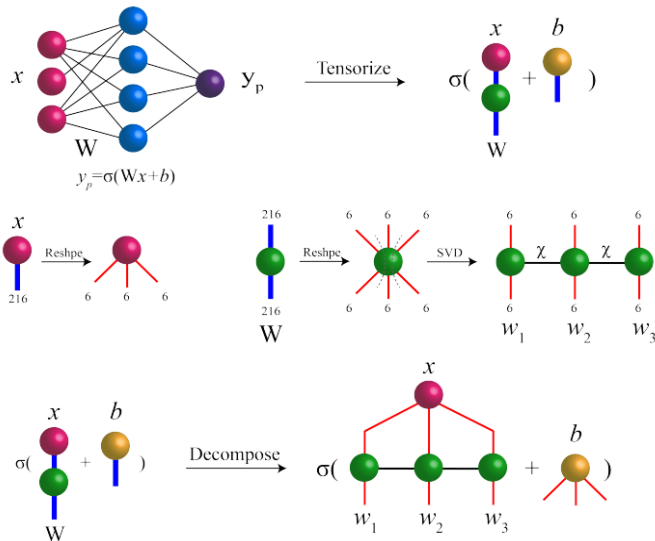 x
W
y_p
y_p=σ(Wx+b)
Tensorize
x
b
σ( + )
W
x
216
Reshpe
6 6 6
216
216
W
Reshpe
6 6 6
6 6 6
SVD
6 6 6
χ χ
6 6 6
w_1 w_2 w_3
x b
σ( + )
W
Decompose
x
b
σ( + )
w_1 w_2 w_3